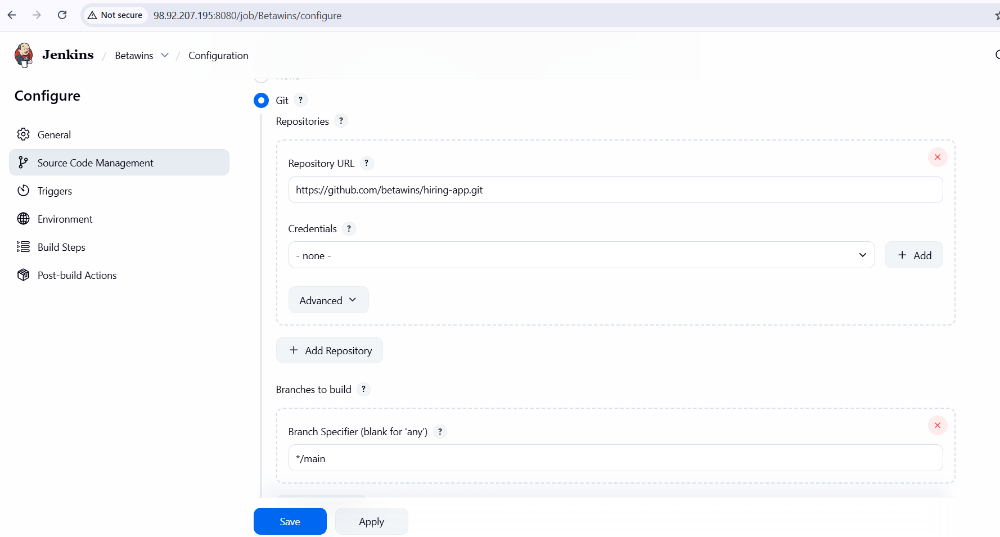 Not secure 98.92.207.195:8080/job/Betawins/configure
Jenkins / Betawins / Configuration
Configure
General
Source Code Management
Triggers
Environment
Build Steps
Post-build Actions
Git ?
Repositories ?
Repository URL ?
https://github.com/betawins/hiring-app.git
Credentials ?
- none -
+ Add
Advanced
+ Add Repository
Branches to build ?
Branch Specifier (blank for 'any') ?
*/main
Save Apply